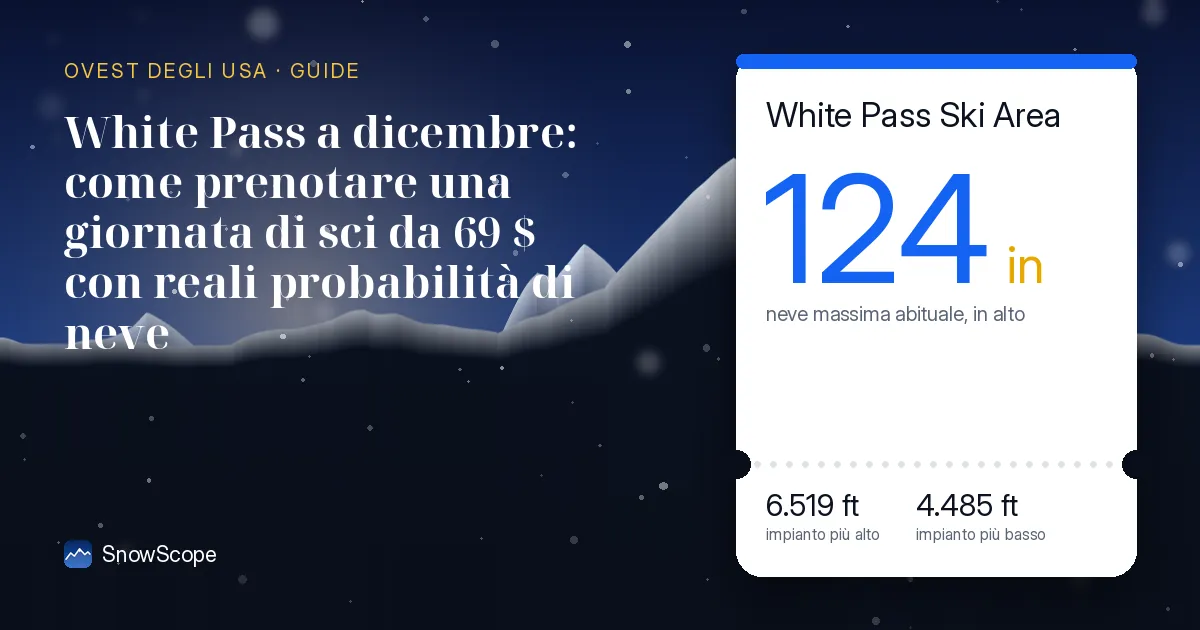 OVEST DEGLI USA · GUIDE
White Pass a dicembre:
come prenotare una
giornata di sci da 69 $
con reali probabilità di
neve
SnowScope
White Pass Ski Area
124 in
neve massima abituale, in alto
6.519 ft
impianto più alto
4.485 ft
impianto più basso